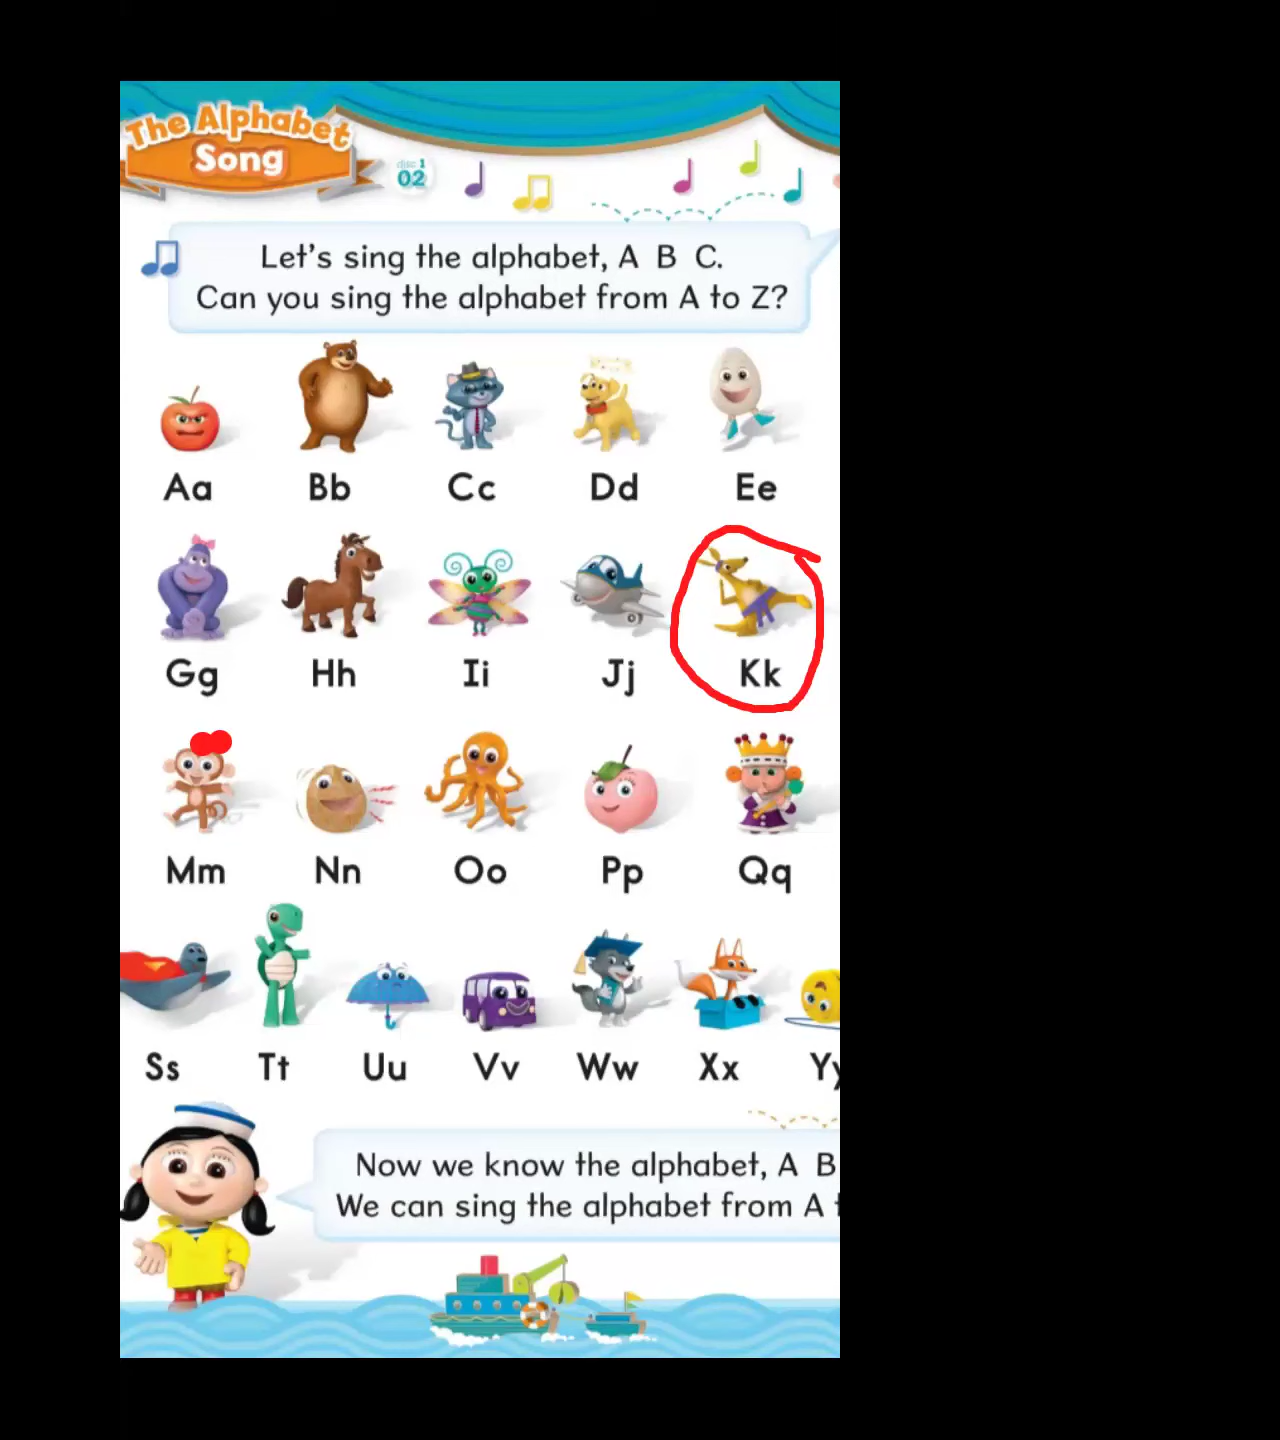 The Alphabet
Song
disc 1
02
Let's sing the alphabet, A B C.
Can you sing the alphabet from A to Z?
Aa Bb Cc Dd Ee
Gg Hh Ii Jj Kk
Mm Nn Oo Pp Qq
Ss Tt Uu Vv Ww Xx Yy
Now we know the alphabet, A B
We can sing the alphabet from A